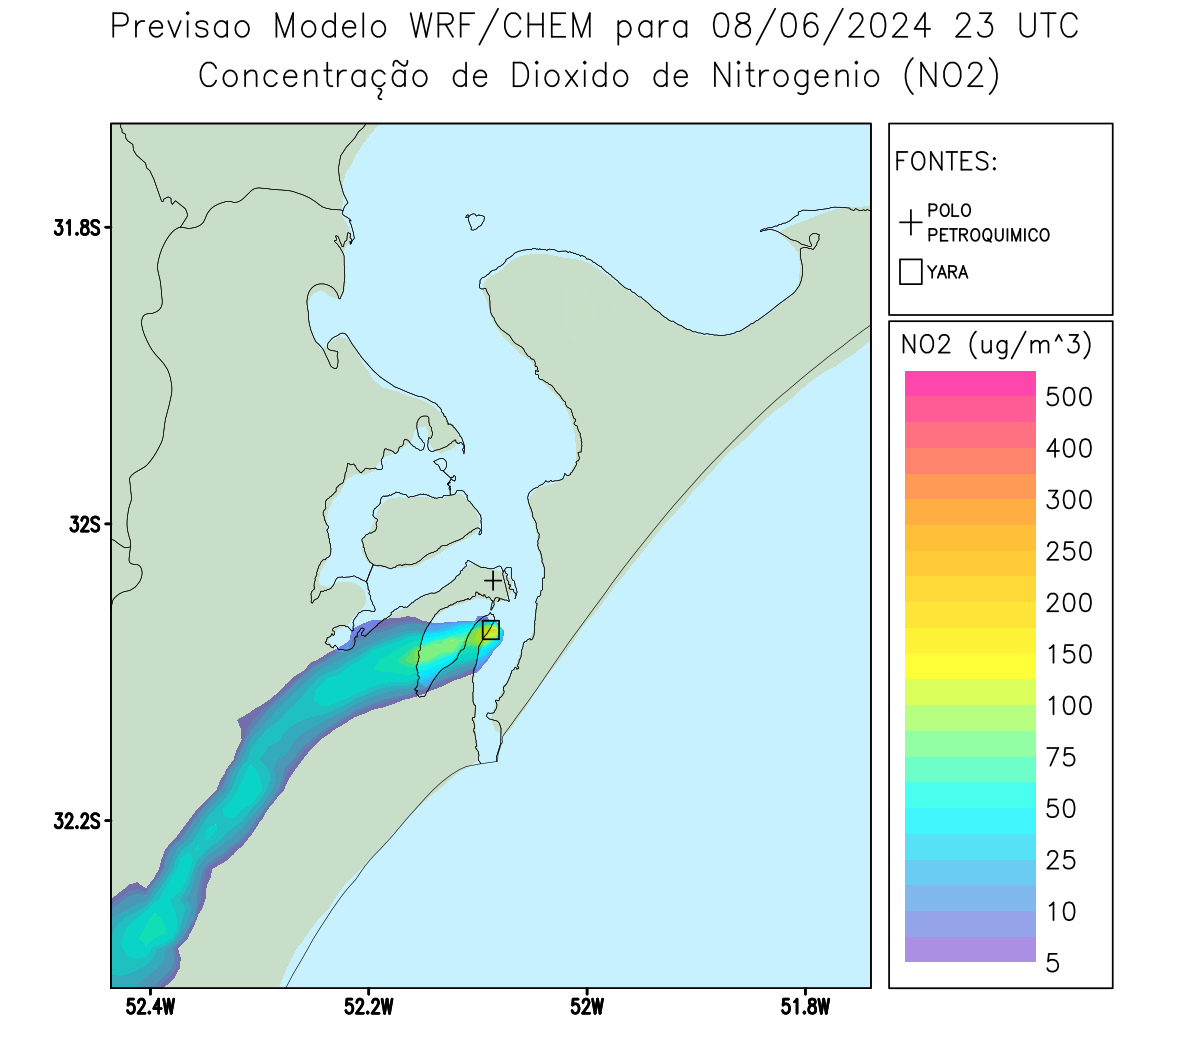 Previsao Modelo WRF/CHEM para 08/06/2024 23 UTC
Concentração de Dioxido de Nitrogenio (NO2)
FONTES:
POLO
PETROQUIMICO
YARA
31.8S
32S
32.2S
52.4W
52.2W
52W
51.8W
NO2 (ug/m^3)
500
400
300
250
200
150
100
75
50
25
10
5